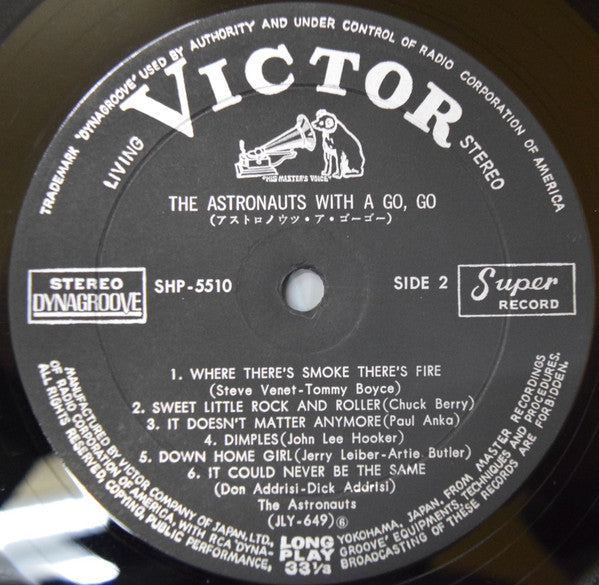 TRADEMARK "DYNAGROOVE" USED BY AUTHORITY AND UNDER CONTROL OF RADIO CORPORATION OF AMERICA
LIVING VICTOR STEREO
"HIS MASTER'S VOICE"
THE ASTRONAUTS WITH A GO, GO
(アストロノウツ・ア・ゴーゴー)
STEREO
DYNAGROOVE
SHP-5510
SIDE 2
Super
RECORD
1. WHERE THERE'S SMOKE THERE'S FIRE
(Steve Venet-Tommy Boyce)
2. SWEET LITTLE ROCK AND ROLLER(Chuck Berry)
3. IT DOESN'T MATTER ANYMORE(Paul Anka)
4. DIMPLES(John Lee Hooker)
5. DOWN HOME GIRL(Jerry Leiber-Artie Butler)
6. IT COULD NEVER BE THE SAME
(Don Addrisi-Dick Addrisi)
The Astronauts
(JLY-649)⑥
LONG
PLAY
33⅓
MANUFACTURED BY VICTOR COMPANY OF JAPAN, LTD., YOKOHAMA, JAPAN, FROM MASTER RECORDINGS
OF RADIO CORPORATION OF AMERICA, WITH RCA DYNAGROOVE' EQUIPMENTS, TECHNIQUES AND PROCEDURES.
ALL RIGHTS RESERVED, COPYING PUBLIC PERFORMANCE, BROADCASTING OF THESE RECORDS ARE FORBIDDEN.